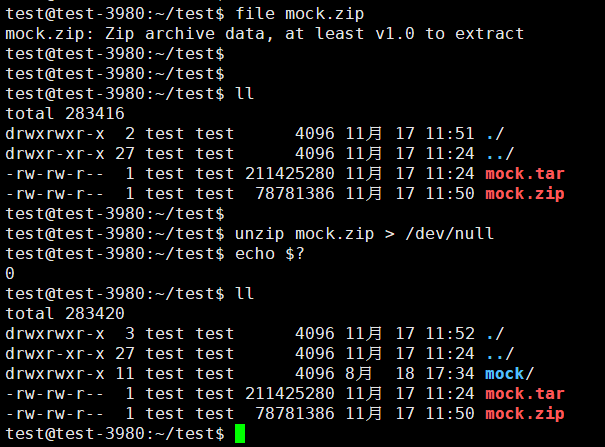 test@test-3980:~/test$ file mock.zip
mock.zip: Zip archive data, at least v1.0 to extract
test@test-3980:~/test$
test@test-3980:~/test$
test@test-3980:~/test$ ll
total 283416
drwxrwxr-x  2 test test      4096 11月 17 11:51 ./
drwxr-xr-x 27 test test      4096 11月 17 11:24 ../
-rw-rw-r--  1 test test 211425280 11月 17 11:24 mock.tar
-rw-rw-r--  1 test test  78781386 11月 17 11:50 mock.zip
test@test-3980:~/test$
test@test-3980:~/test$ unzip mock.zip > /dev/null
test@test-3980:~/test$ echo $?
0
test@test-3980:~/test$ ll
total 283420
drwxrwxr-x  3 test test      4096 11月 17 11:52 ./
drwxr-xr-x 27 test test      4096 11月 17 11:24 ../
drwxrwxr-x 11 test test      4096 8月  18 17:34 mock/
-rw-rw-r--  1 test test 211425280 11月 17 11:24 mock.tar
-rw-rw-r--  1 test test  78781386 11月 17 11:50 mock.zip
test@test-3980:~/test$